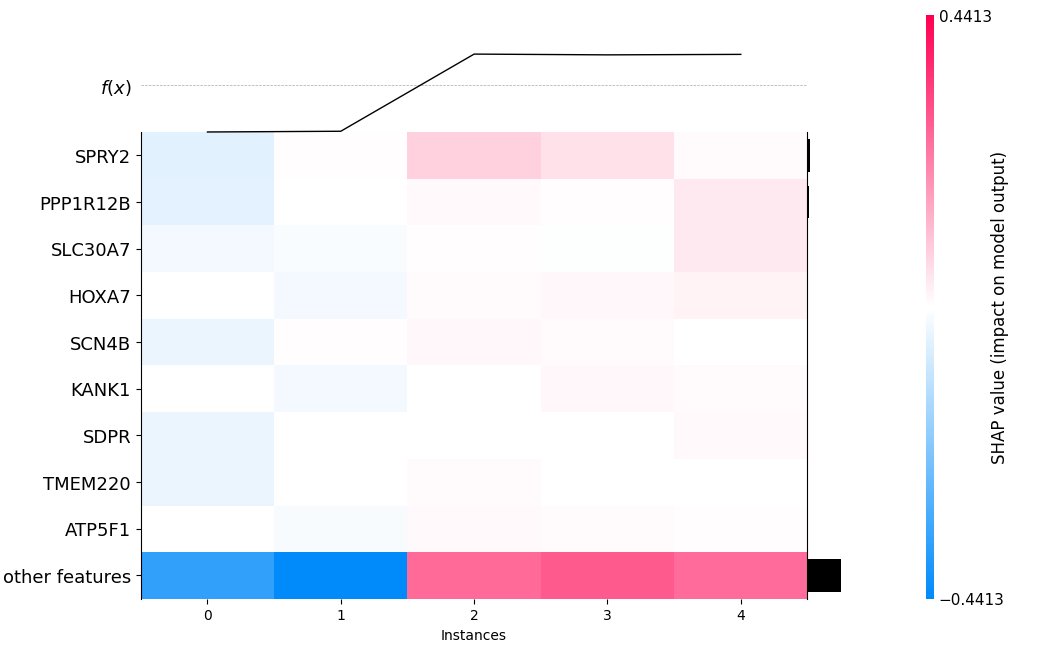 0.4413
f(x)
SPRY2
PPP1R12B
SLC30A7
HOXA7
SCN4B
KANK1
SDPR
TMEM220
ATP5F1
other features
0 1 2 3 4
Instances
SHAP value (impact on model output)
−0.4413